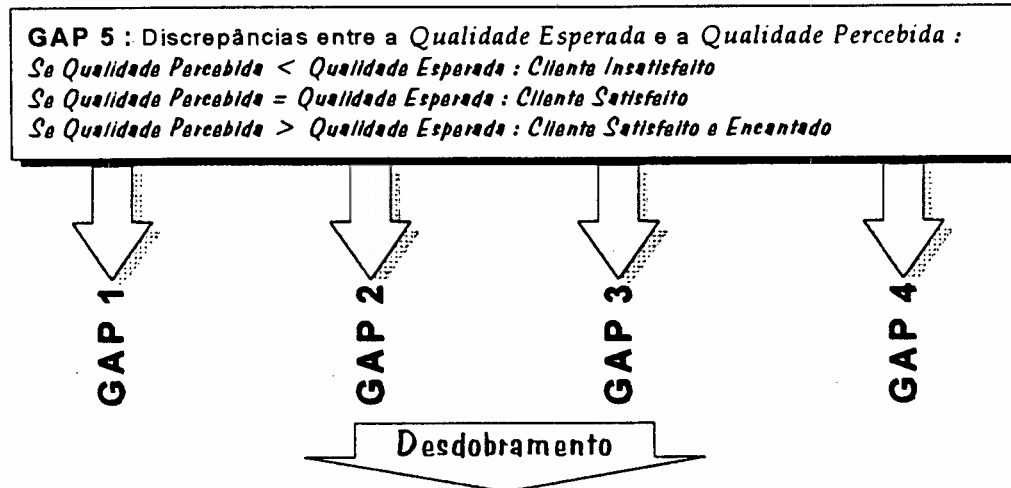 GAP 5 : Discrepâncias entre a Qualidade Esperada e a Qualidade Percebida :
Se Qualidade Percebida < Qualidade Esperada : Cliente Insatisfeito
Se Qualidade Percebida = Qualidade Esperada : Cliente Satisfeito
Se Qualidade Percebida > Qualidade Esperada : Cliente Satisfeito e Encantado
GAP 1
GAP 2
GAP 3
GAP 4
Desdobramento